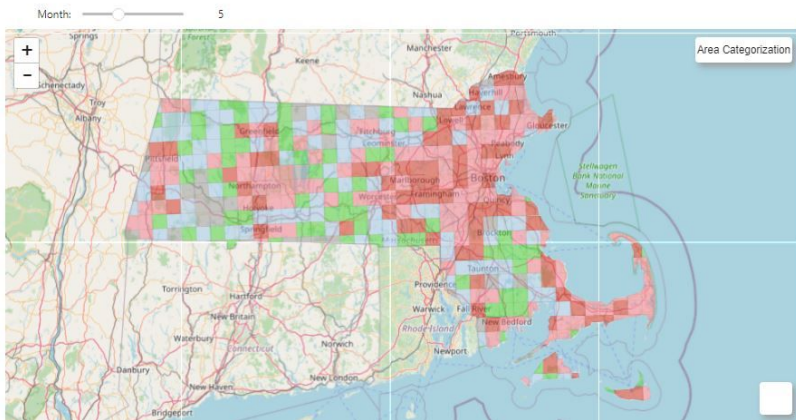 Month: 5
Portsmouth
Springs
Forest
Manchester
+
Keene
Area Categorization
−
Nashua
Amesbury
Schenectady
Haverhill
Troy
Lawrence
Albany
Lowell
Gloucester
Greenfield
Fitchburg
Leominster
Peabody
Pittsfield
Lynn
Stellwagen
Bank National
Marine
Sanctuary
Marlborough
Boston
Northampton
Worcester
Framingham
Quincy
Holyoke
Springfield
Brockton
Taunton
Torrington
Hartford
Providence
New Britain
Warwick
Fall River
Rhode Island
New Bedford
Waterbury
Connecticut
Norwich
Newport
Danbury
New Haven
New London
Bridgeport